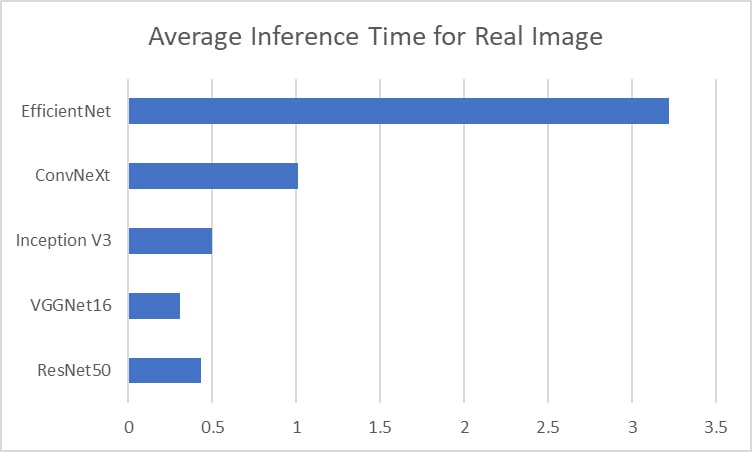 Average Inference Time for Real Image
EfficientNet
ConvNeXt
Inception V3
VGGNet16
ResNet50
0 0.5 1 1.5 2 2.5 3 3.5